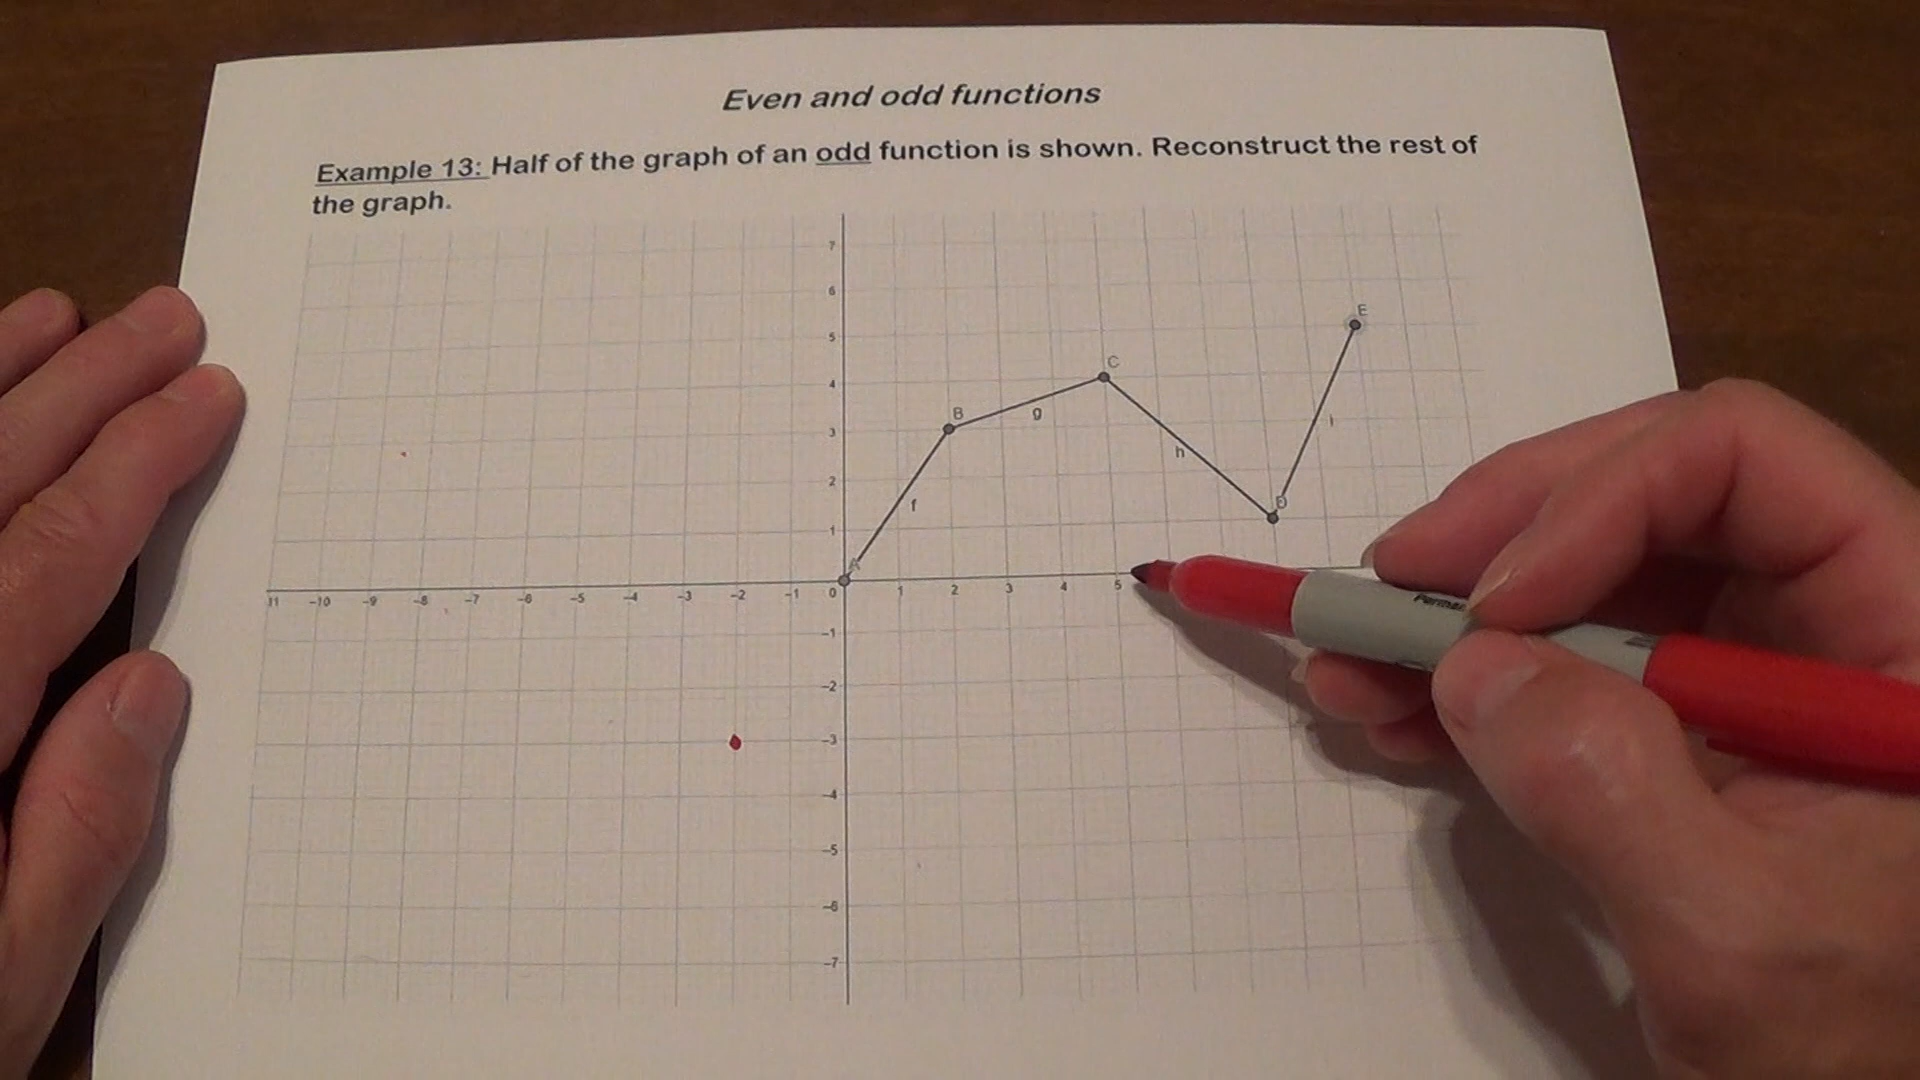 Even and odd functions
Example 13: Half of the graph of an odd function is shown. Reconstruct the rest of
the graph.
7
6
E
5
C
4
B
g
3
i
h
2
D
f
1
A
11 -10 -9 -8 -7 -6 -5 -4 -3 -2 -1 0 1 2 3 4 5
-1
-2
-3
-4
-5
-6
-7